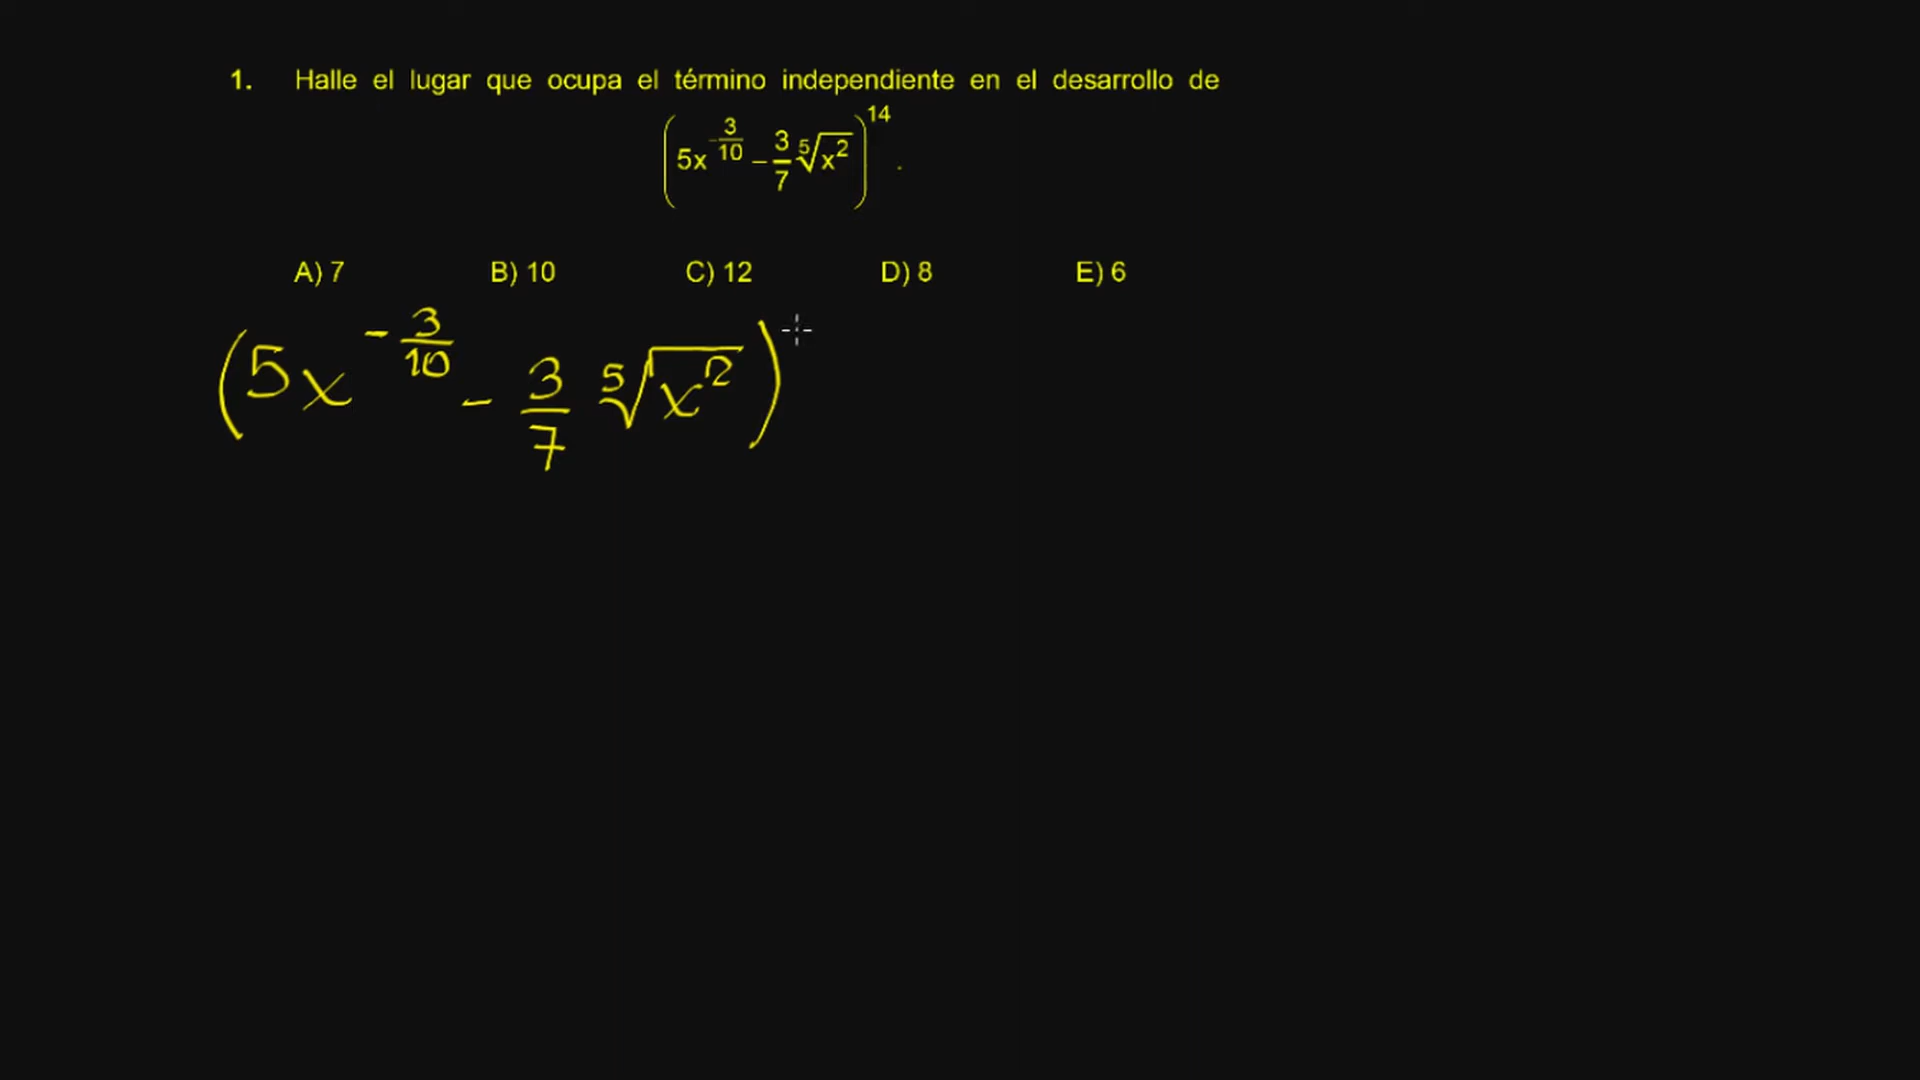 1. Halle el lugar que ocupa el término independiente en el desarrollo de
(5x^{-3/10} - 3/7 ⁵√x²)^{14} .
A) 7 B) 10 C) 12 D) 8 E) 6
(5x^{-3/10} - 3/7 ⁵√x²)